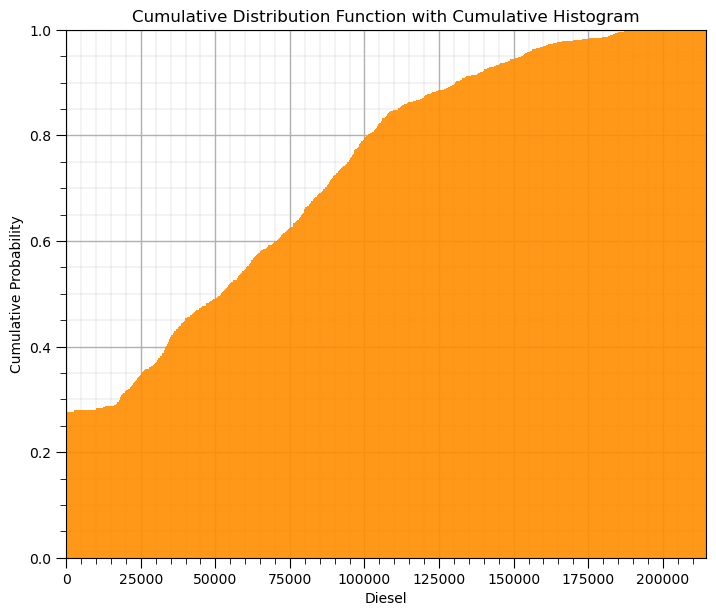 Cumulative Distribution Function with Cumulative Histogram
1.0
0.8
0.6
0.4
0.2
0.0
Cumulative Probability
0 25000 50000 75000 100000 125000 150000 175000 200000
Diesel